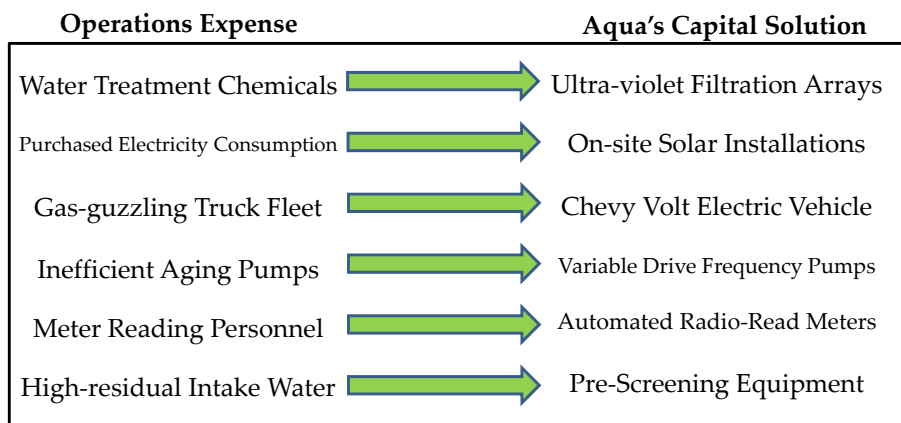 Operations Expense Aqua's Capital Solution
Water Treatment Chemicals Ultra-violet Filtration Arrays
Purchased Electricity Consumption On-site Solar Installations
Gas-guzzling Truck Fleet Chevy Volt Electric Vehicle
Inefficient Aging Pumps Variable Drive Frequency Pumps
Meter Reading Personnel Automated Radio-Read Meters
High-residual Intake Water Pre-Screening Equipment